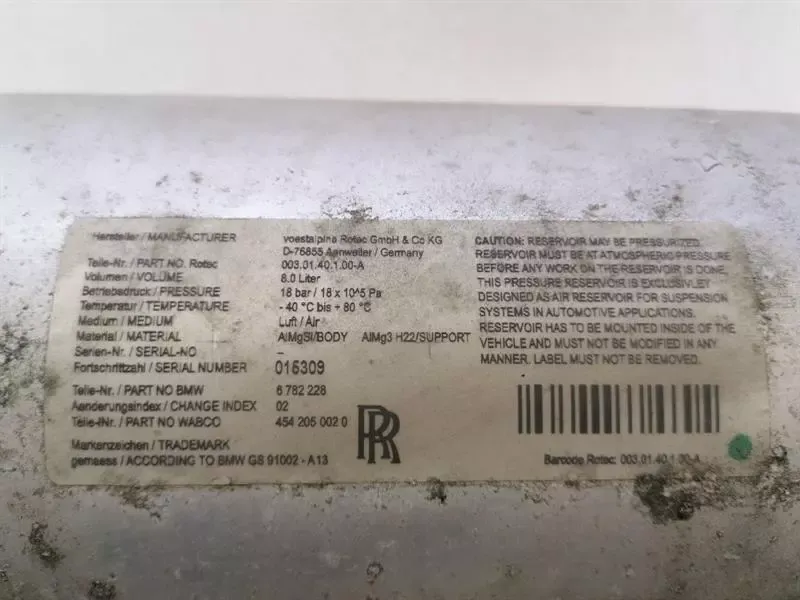 Hersteller / MANUFACTURER voestalpine Rotec GmbH & Co KG
D-76855 Annweiler / Germany
Teile-Nr. / PART NO. Rotec 003.01.40.1.00-A
Volumen / VOLUME 8.0 Liter
Betriebsdruck / PRESSURE 18 bar / 18 x 10^5 Pa
Temperatur / TEMPERATURE - 40 °C bis + 80 °C
Medium / MEDIUM Luft / Air
Material / MATERIAL AlMgSi/BODY AlMg3 H22/SUPPORT
Serien-Nr. / SERIAL-NO –
Fortschrittzahl / SERIAL NUMBER 015309
Teile-Nr. / PART NO BMW 6 782 228
Aenderungsindex / CHANGE INDEX 02
Teile-Nr. / PART NO WABCO 454 205 002 0
Markenzeichen / TRADEMARK
gemaess / ACCORDING TO BMW GS 91002 - A13
RR
CAUTION: RESERVOIR MAY BE PRESSURIZED.
RESERVOIR MUST BE AT ATMOSPHERIC PRESSURE
BEFORE ANY WORK ON THE RESERVOIR IS DONE.
THIS PRESSURE RESERVOIR IS EXCLUSIVLEY
DESIGNED AS AIR RESERVOIR FOR SUSPENSION
SYSTEMS IN AUTOMOTIVE APPLICATIONS.
RESERVOIR HAS TO BE MOUNTED INSIDE OF THE
VEHICLE AND MUST NOT BE MODIFIED IN ANY
MANNER. LABEL MUST NOT BE REMOVED.
Barcode Rotec: 003.01.40.1.00-A